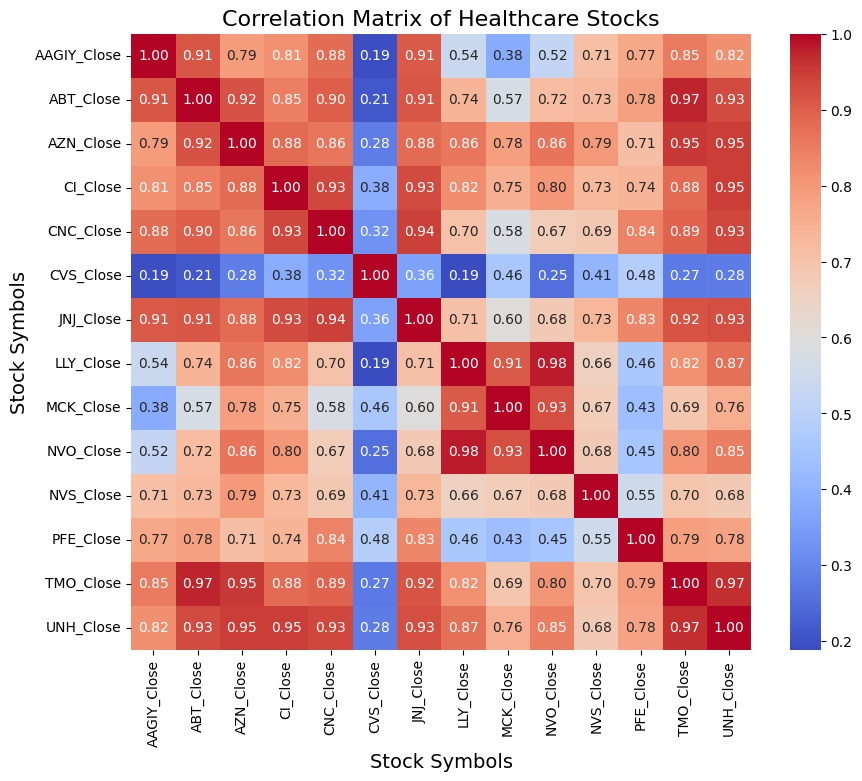 Correlation Matrix of Healthcare Stocks
AAGIY_Close 1.00 0.91 0.79 0.81 0.88 0.19 0.91 0.54 0.38 0.52 0.71 0.77 0.85 0.82
ABT_Close 0.91 1.00 0.92 0.85 0.90 0.21 0.91 0.74 0.57 0.72 0.73 0.78 0.97 0.93
AZN_Close 0.79 0.92 1.00 0.88 0.86 0.28 0.88 0.86 0.78 0.86 0.79 0.71 0.95 0.95
CI_Close 0.81 0.85 0.88 1.00 0.93 0.38 0.93 0.82 0.75 0.80 0.73 0.74 0.88 0.95
CNC_Close 0.88 0.90 0.86 0.93 1.00 0.32 0.94 0.70 0.58 0.67 0.69 0.84 0.89 0.93
CVS_Close 0.19 0.21 0.28 0.38 0.32 1.00 0.36 0.19 0.46 0.25 0.41 0.48 0.27 0.28
JNJ_Close 0.91 0.91 0.88 0.93 0.94 0.36 1.00 0.71 0.60 0.68 0.73 0.83 0.92 0.93
LLY_Close 0.54 0.74 0.86 0.82 0.70 0.19 0.71 1.00 0.91 0.98 0.66 0.46 0.82 0.87
MCK_Close 0.38 0.57 0.78 0.75 0.58 0.46 0.60 0.91 1.00 0.93 0.67 0.43 0.69 0.76
NVO_Close 0.52 0.72 0.86 0.80 0.67 0.25 0.68 0.98 0.93 1.00 0.68 0.45 0.80 0.85
NVS_Close 0.71 0.73 0.79 0.73 0.69 0.41 0.73 0.66 0.67 0.68 1.00 0.55 0.70 0.68
PFE_Close 0.77 0.78 0.71 0.74 0.84 0.48 0.83 0.46 0.43 0.45 0.55 1.00 0.79 0.78
TMO_Close 0.85 0.97 0.95 0.88 0.89 0.27 0.92 0.82 0.69 0.80 0.70 0.79 1.00 0.97
UNH_Close 0.82 0.93 0.95 0.95 0.93 0.28 0.93 0.87 0.76 0.85 0.68 0.78 0.97 1.00
AAGIY_Close ABT_Close AZN_Close CI_Close CNC_Close CVS_Close JNJ_Close LLY_Close MCK_Close NVO_Close NVS_Close PFE_Close TMO_Close UNH_Close
Stock Symbols
Stock Symbols
1.0
0.9
0.8
0.7
0.6
0.5
0.4
0.3
0.2